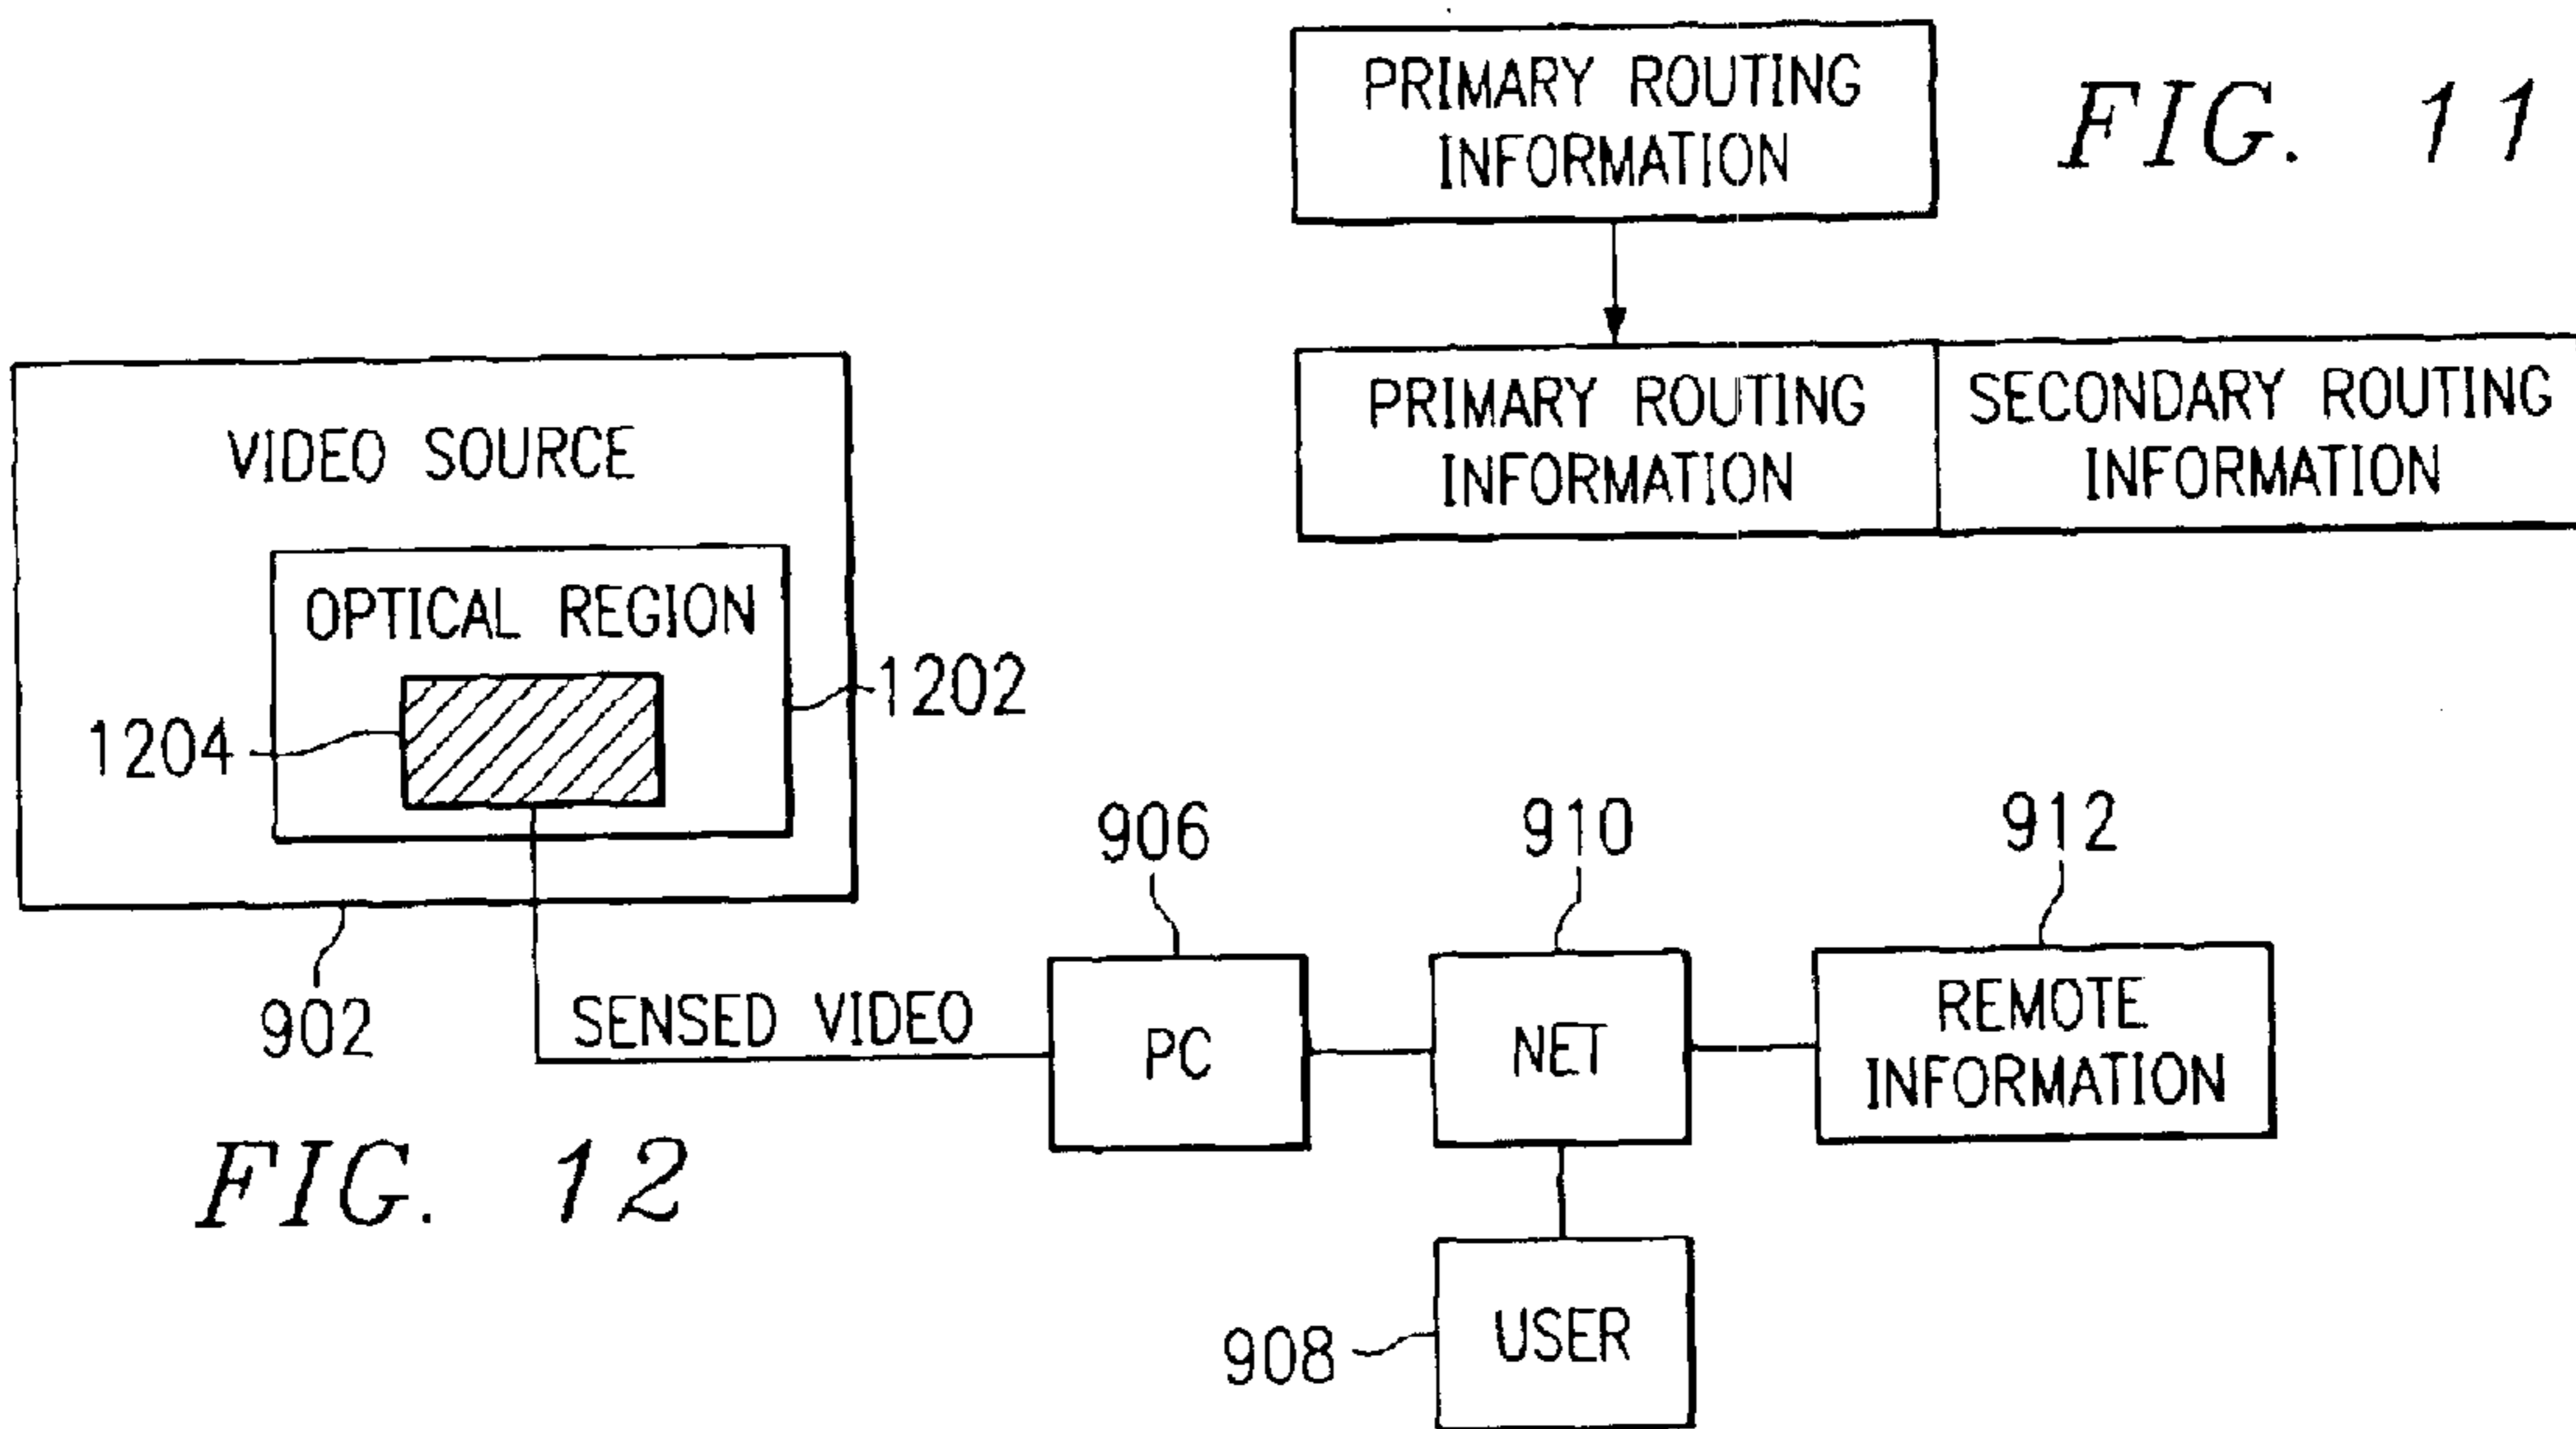 PRIMARY ROUTING
INFORMATION
FIG. 11
PRIMARY ROUTING
INFORMATION
SECONDARY ROUTING
INFORMATION
VIDEO SOURCE
OPTICAL REGION
1202
1204
902
SENSED VIDEO
906
PC
910
NET
912
REMOTE
INFORMATION
908
USER
FIG. 12